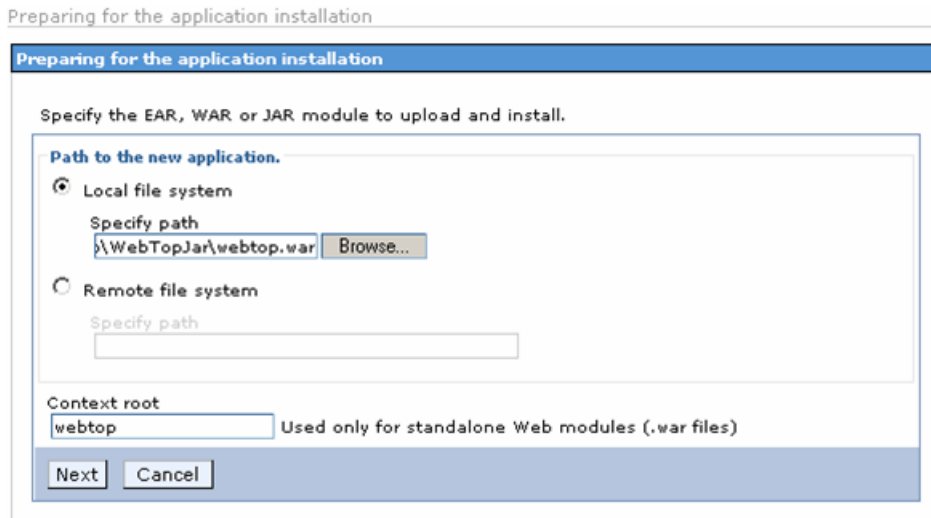 Preparing for the application installation
Preparing for the application installation
Specify the EAR, WAR or JAR module to upload and install.
Path to the new application.
Local file system
Specify path
\WebTopJar\webtop.war Browse...
Remote file system
Specify path
Context root
webtop Used only for standalone Web modules (.war files)
Next Cancel